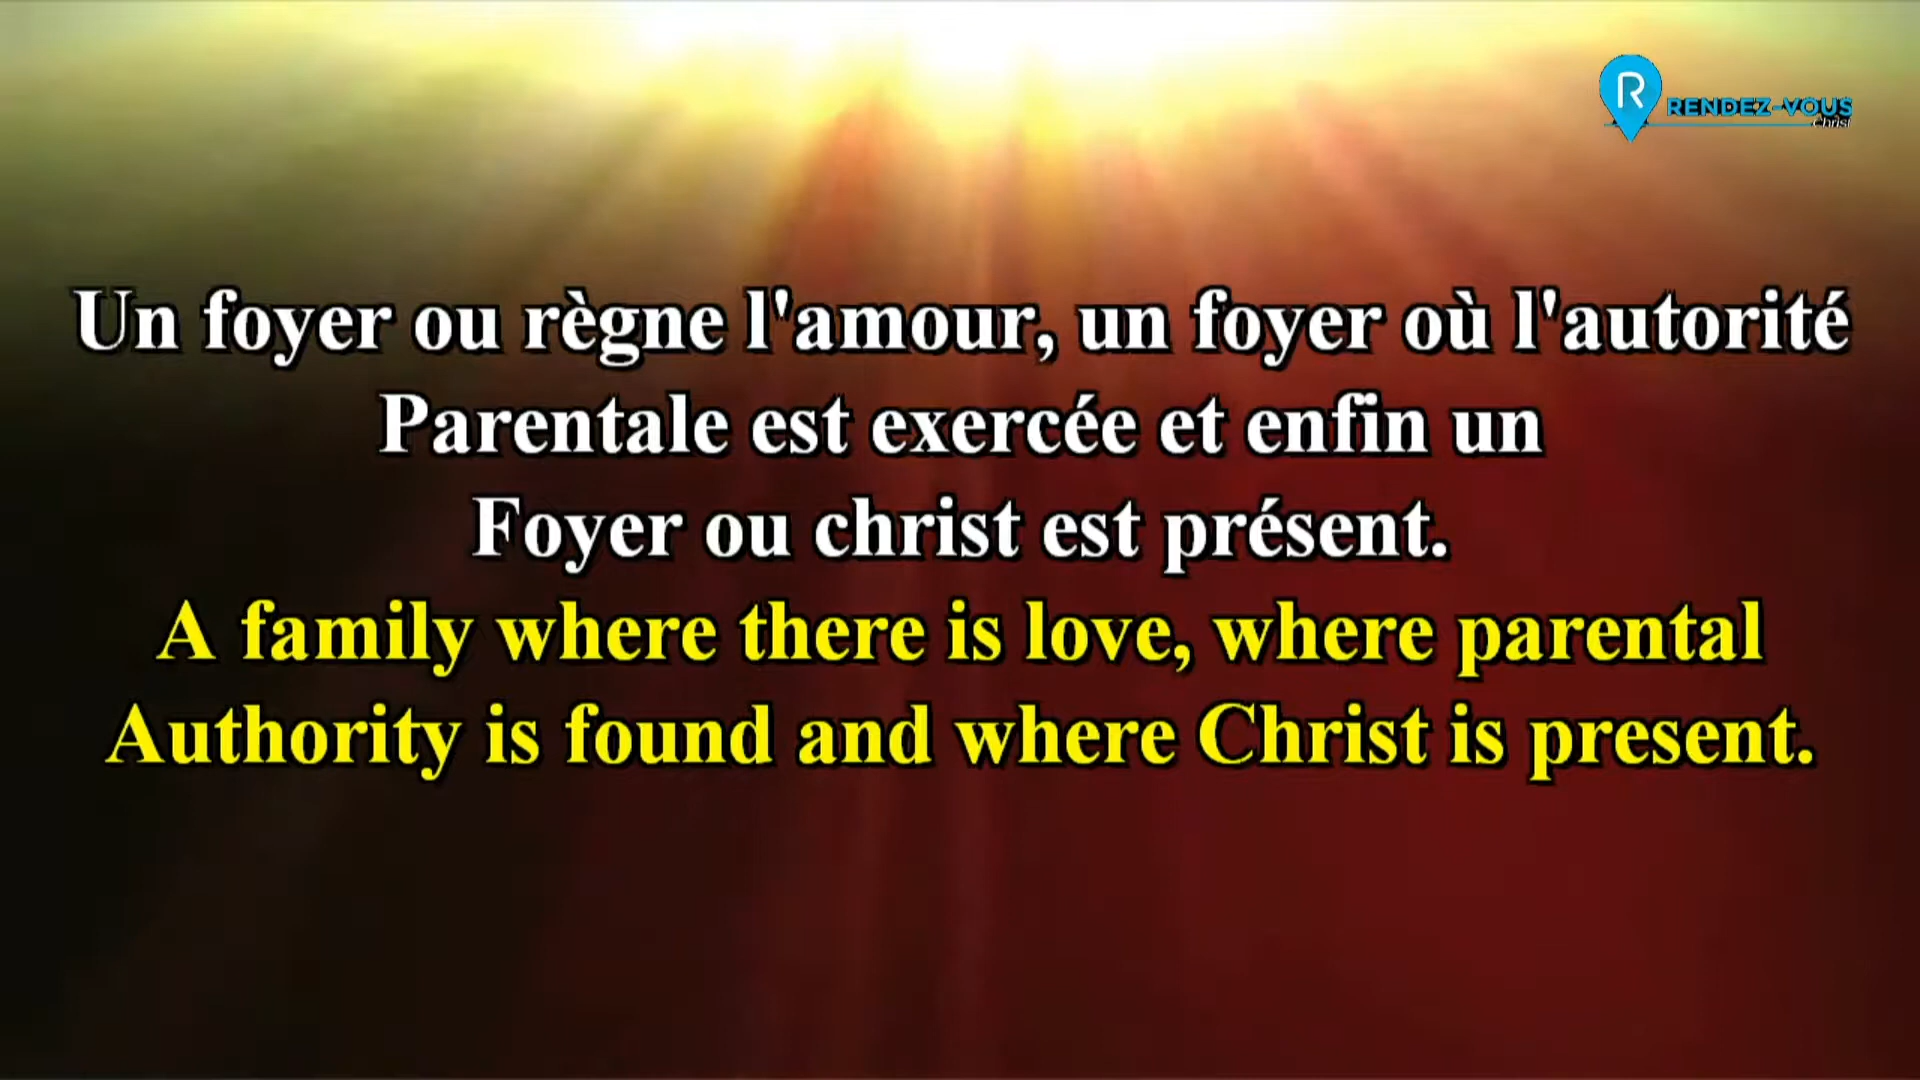 R
RENDEZ-VOUS
Christ
Un foyer ou règne l'amour, un foyer où l'autorité
Parentale est exercée et enfin un
Foyer ou christ est présent.
A family where there is love, where parental
Authority is found and where Christ is present.